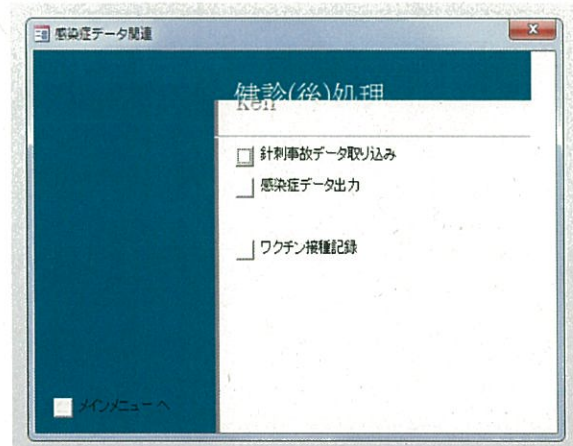 感染症データ関連
健診(後)処理
Ken
針刺事故データ取り込み
感染症データ出力
ワクチン接種記録
メインメニューへ